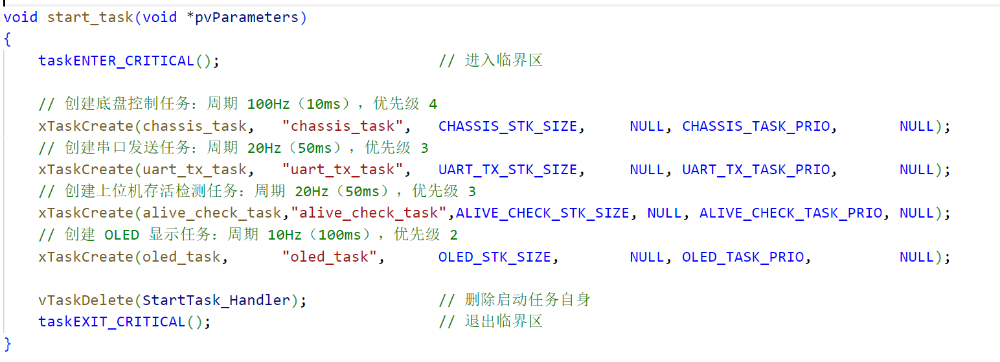 void start_task(void *pvParameters)
{
    taskENTER_CRITICAL();                         // 进入临界区
    // 创建底盘控制任务：周期 100Hz（10ms），优先级 4
    xTaskCreate(chassis_task,   "chassis_task",   CHASSIS_STK_SIZE,     NULL, CHASSIS_TASK_PRIO,       NULL);
    // 创建串口发送任务：周期 20Hz（50ms），优先级 3
    xTaskCreate(uart_tx_task,   "uart_tx_task",   UART_TX_STK_SIZE,     NULL, UART_TX_TASK_PRIO,       NULL);
    // 创建上位机存活检测任务：周期 20Hz（50ms），优先级 3
    xTaskCreate(alive_check_task,"alive_check_task",ALIVE_CHECK_STK_SIZE, NULL, ALIVE_CHECK_TASK_PRIO, NULL);
    // 创建 OLED 显示任务：周期 10Hz（100ms），优先级 2
    xTaskCreate(oled_task,      "oled_task",      OLED_STK_SIZE,        NULL, OLED_TASK_PRIO,          NULL);
    vTaskDelete(StartTask_Handler);               // 删除启动任务自身
    taskEXIT_CRITICAL();                          // 退出临界区
}